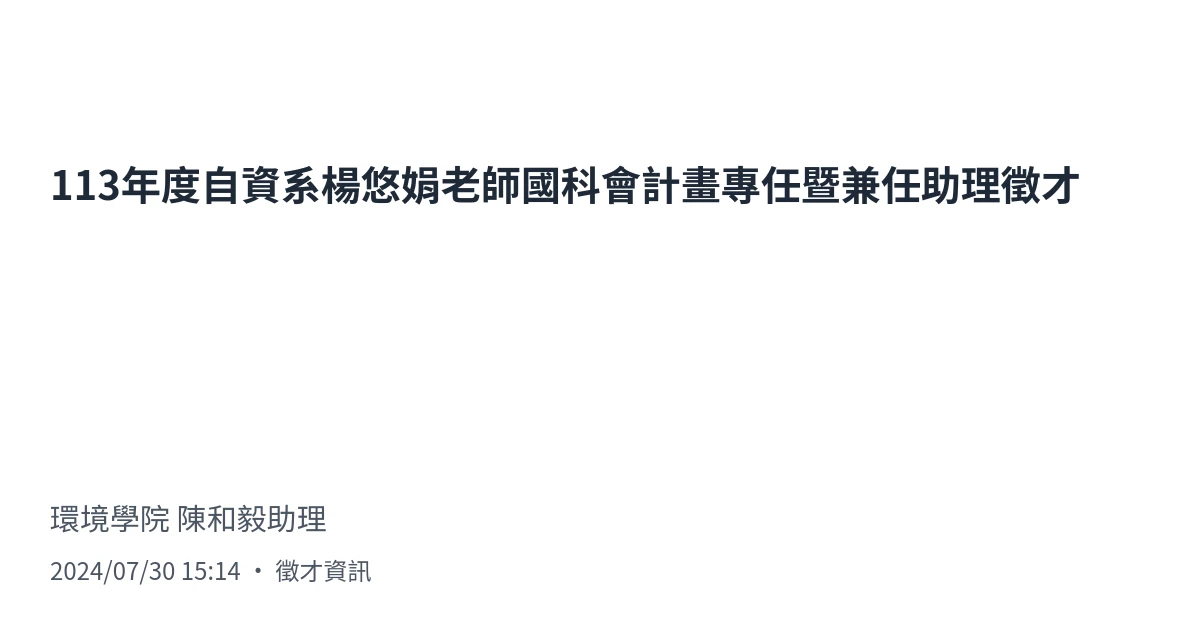 113年度自資系楊悠娟老師國科會計畫專任暨兼任助理徵才
環境學院 陳和毅助理
2024/07/30 15:14 • 徵才資訊